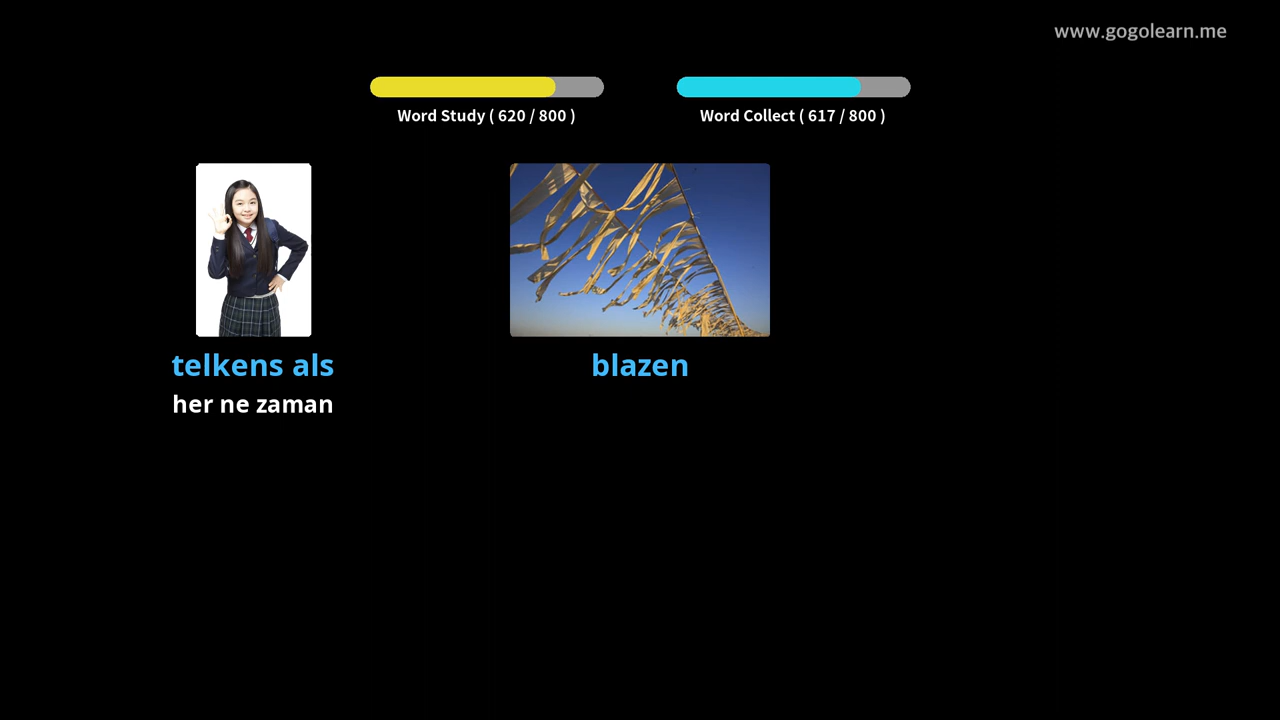 www.gogolearn.me
Word Study ( 620 / 800 )
Word Collect ( 617 / 800 )
telkens als
her ne zaman
blazen